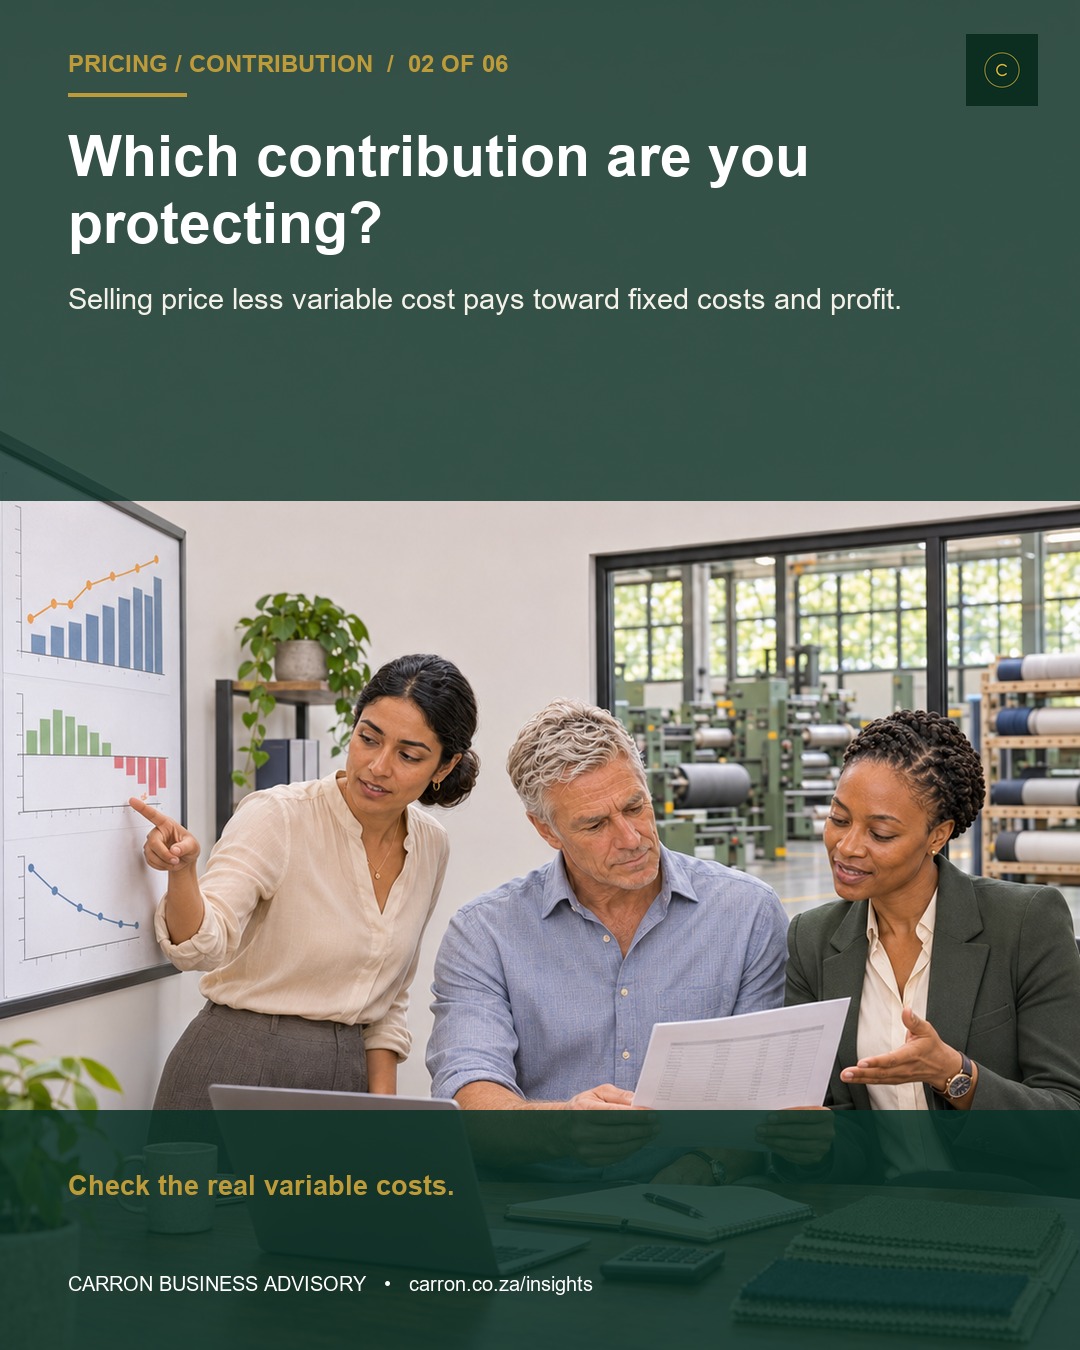 PRICING / CONTRIBUTION / 02 OF 06
C
Which contribution are you
protecting?
Selling price less variable cost pays toward fixed costs and profit.
Check the real variable costs.
CARRON BUSINESS ADVISORY • carron.co.za/insights